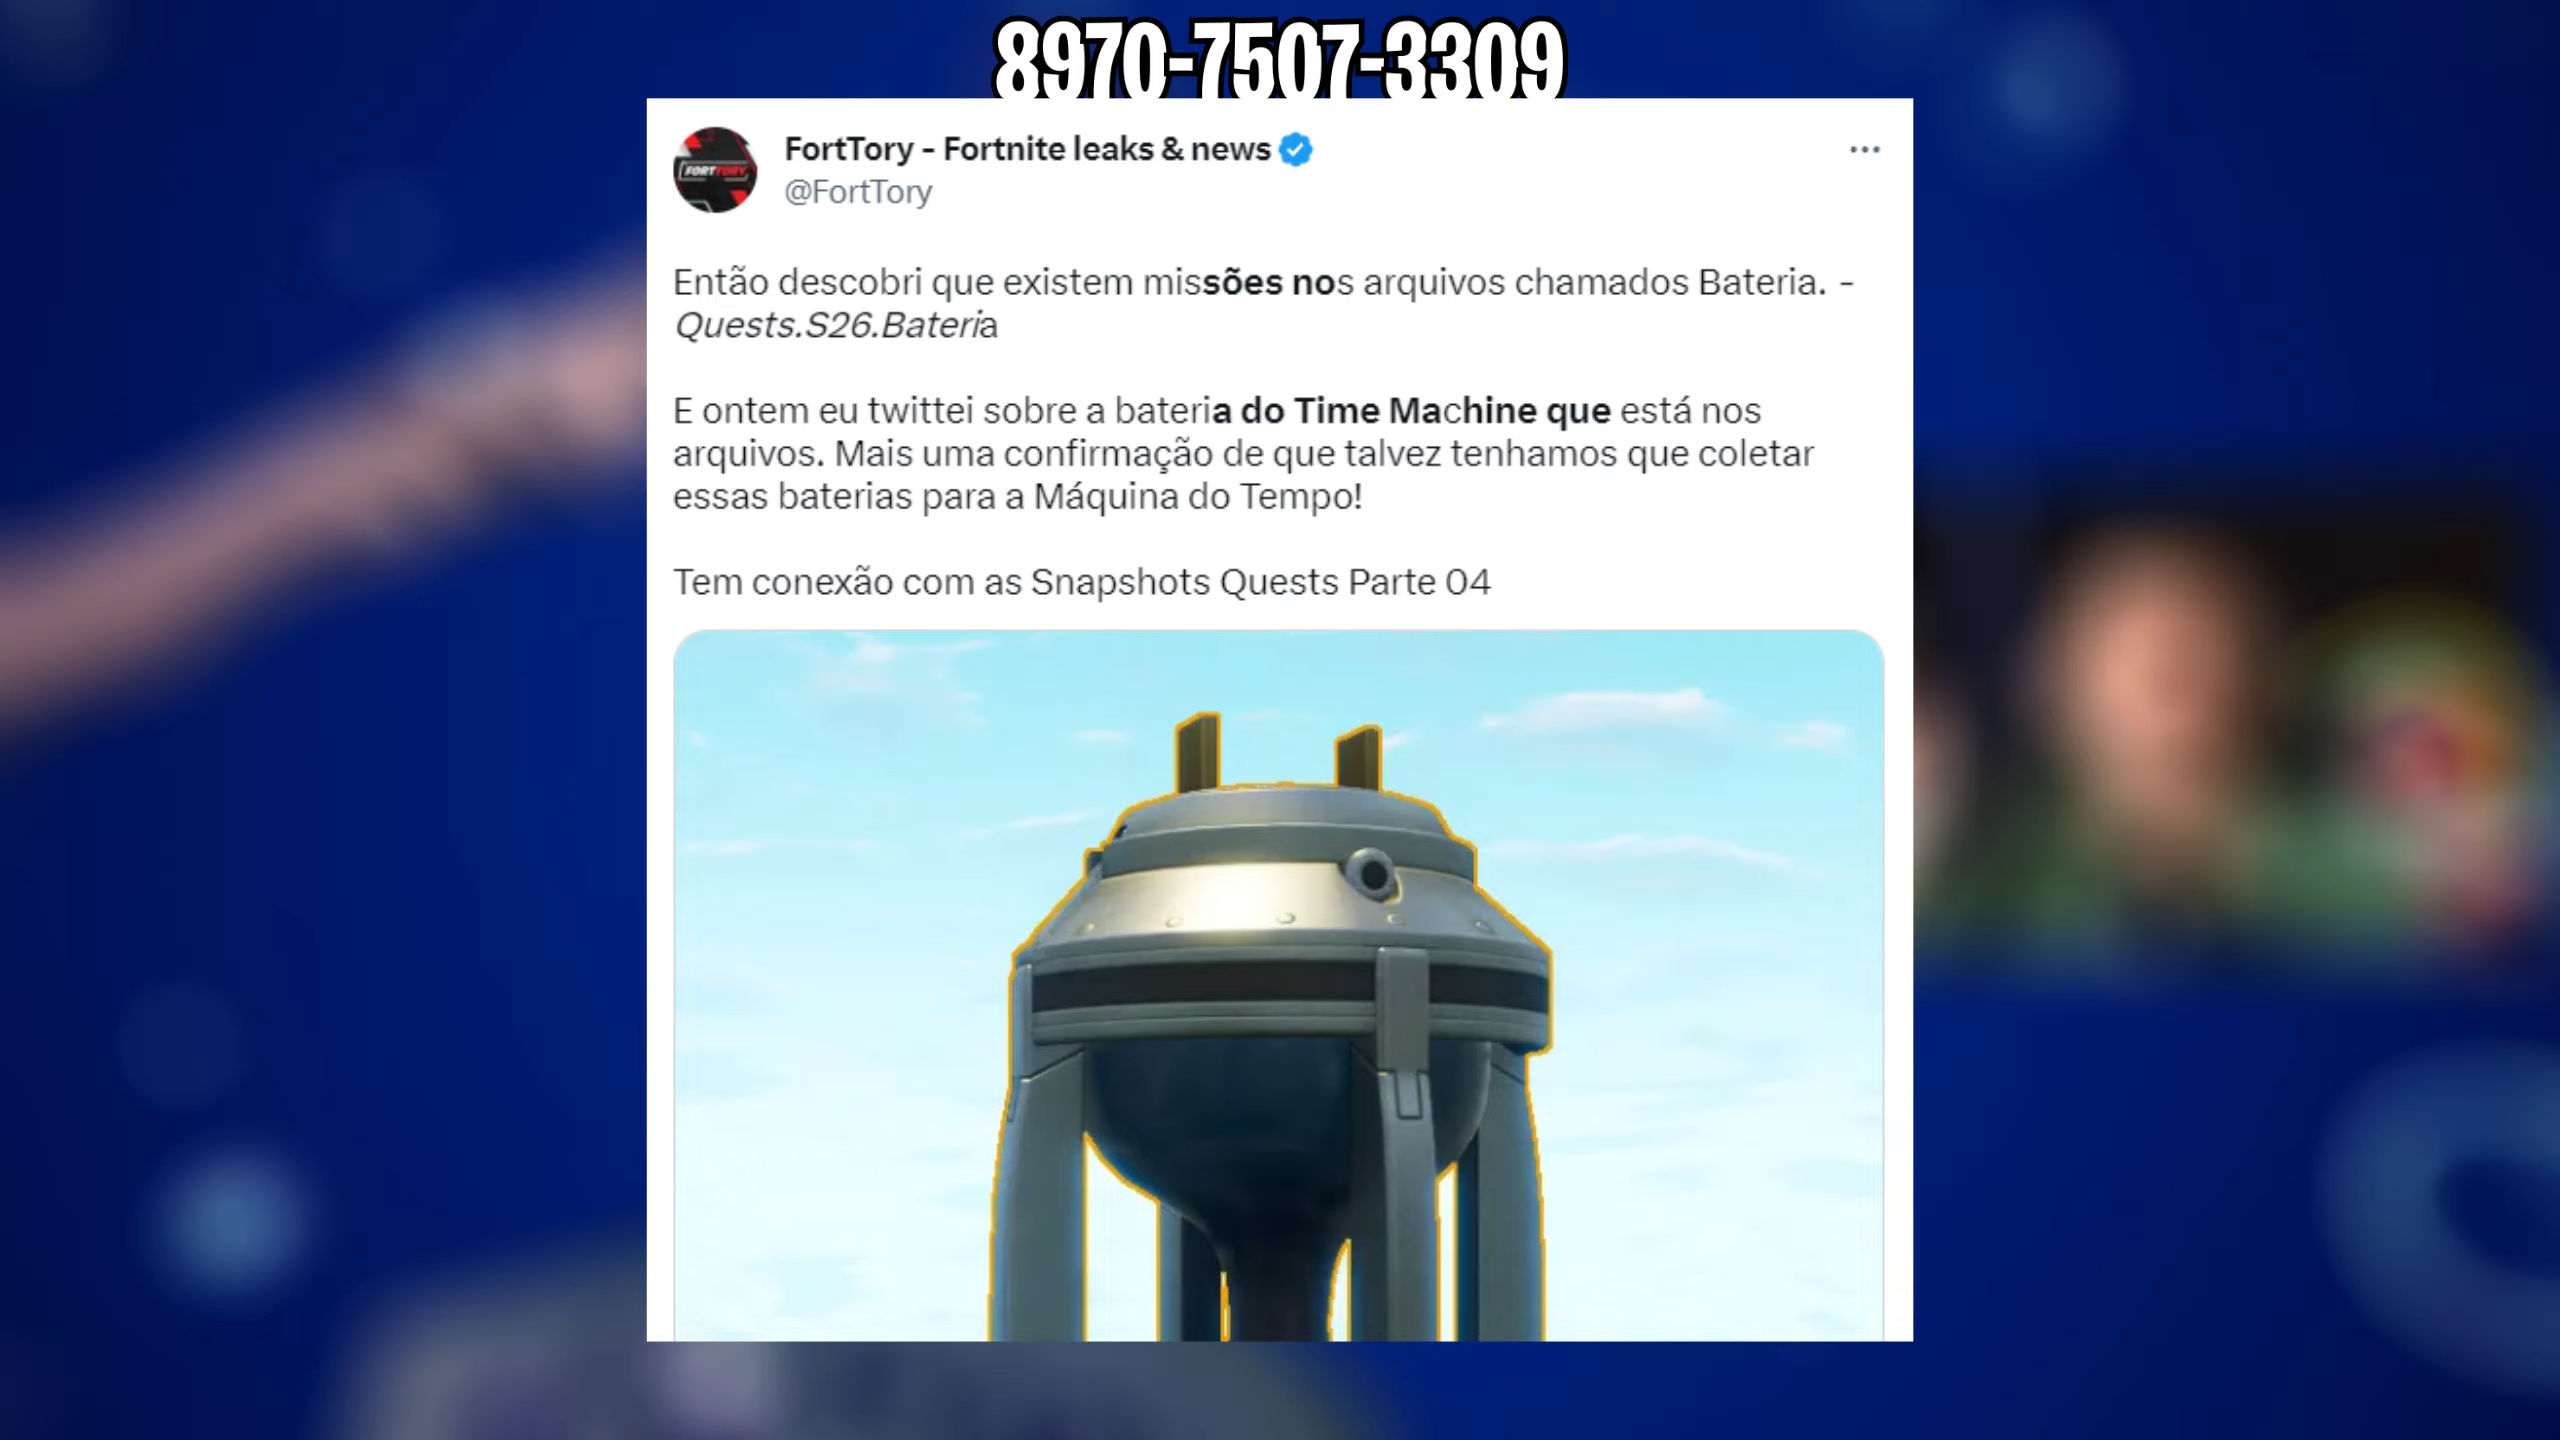 8970-7507-3309
FortTory - Fortnite leaks & news
@FortTory
FORTTORY
Então descobri que existem missões nos arquivos chamados Bateria. -
Quests.S26.Bateria
E ontem eu twittei sobre a bateria do Time Machine que está nos
arquivos. Mais uma confirmação de que talvez tenhamos que coletar
essas baterias para a Máquina do Tempo!
Tem conexão com as Snapshots Quests Parte 04